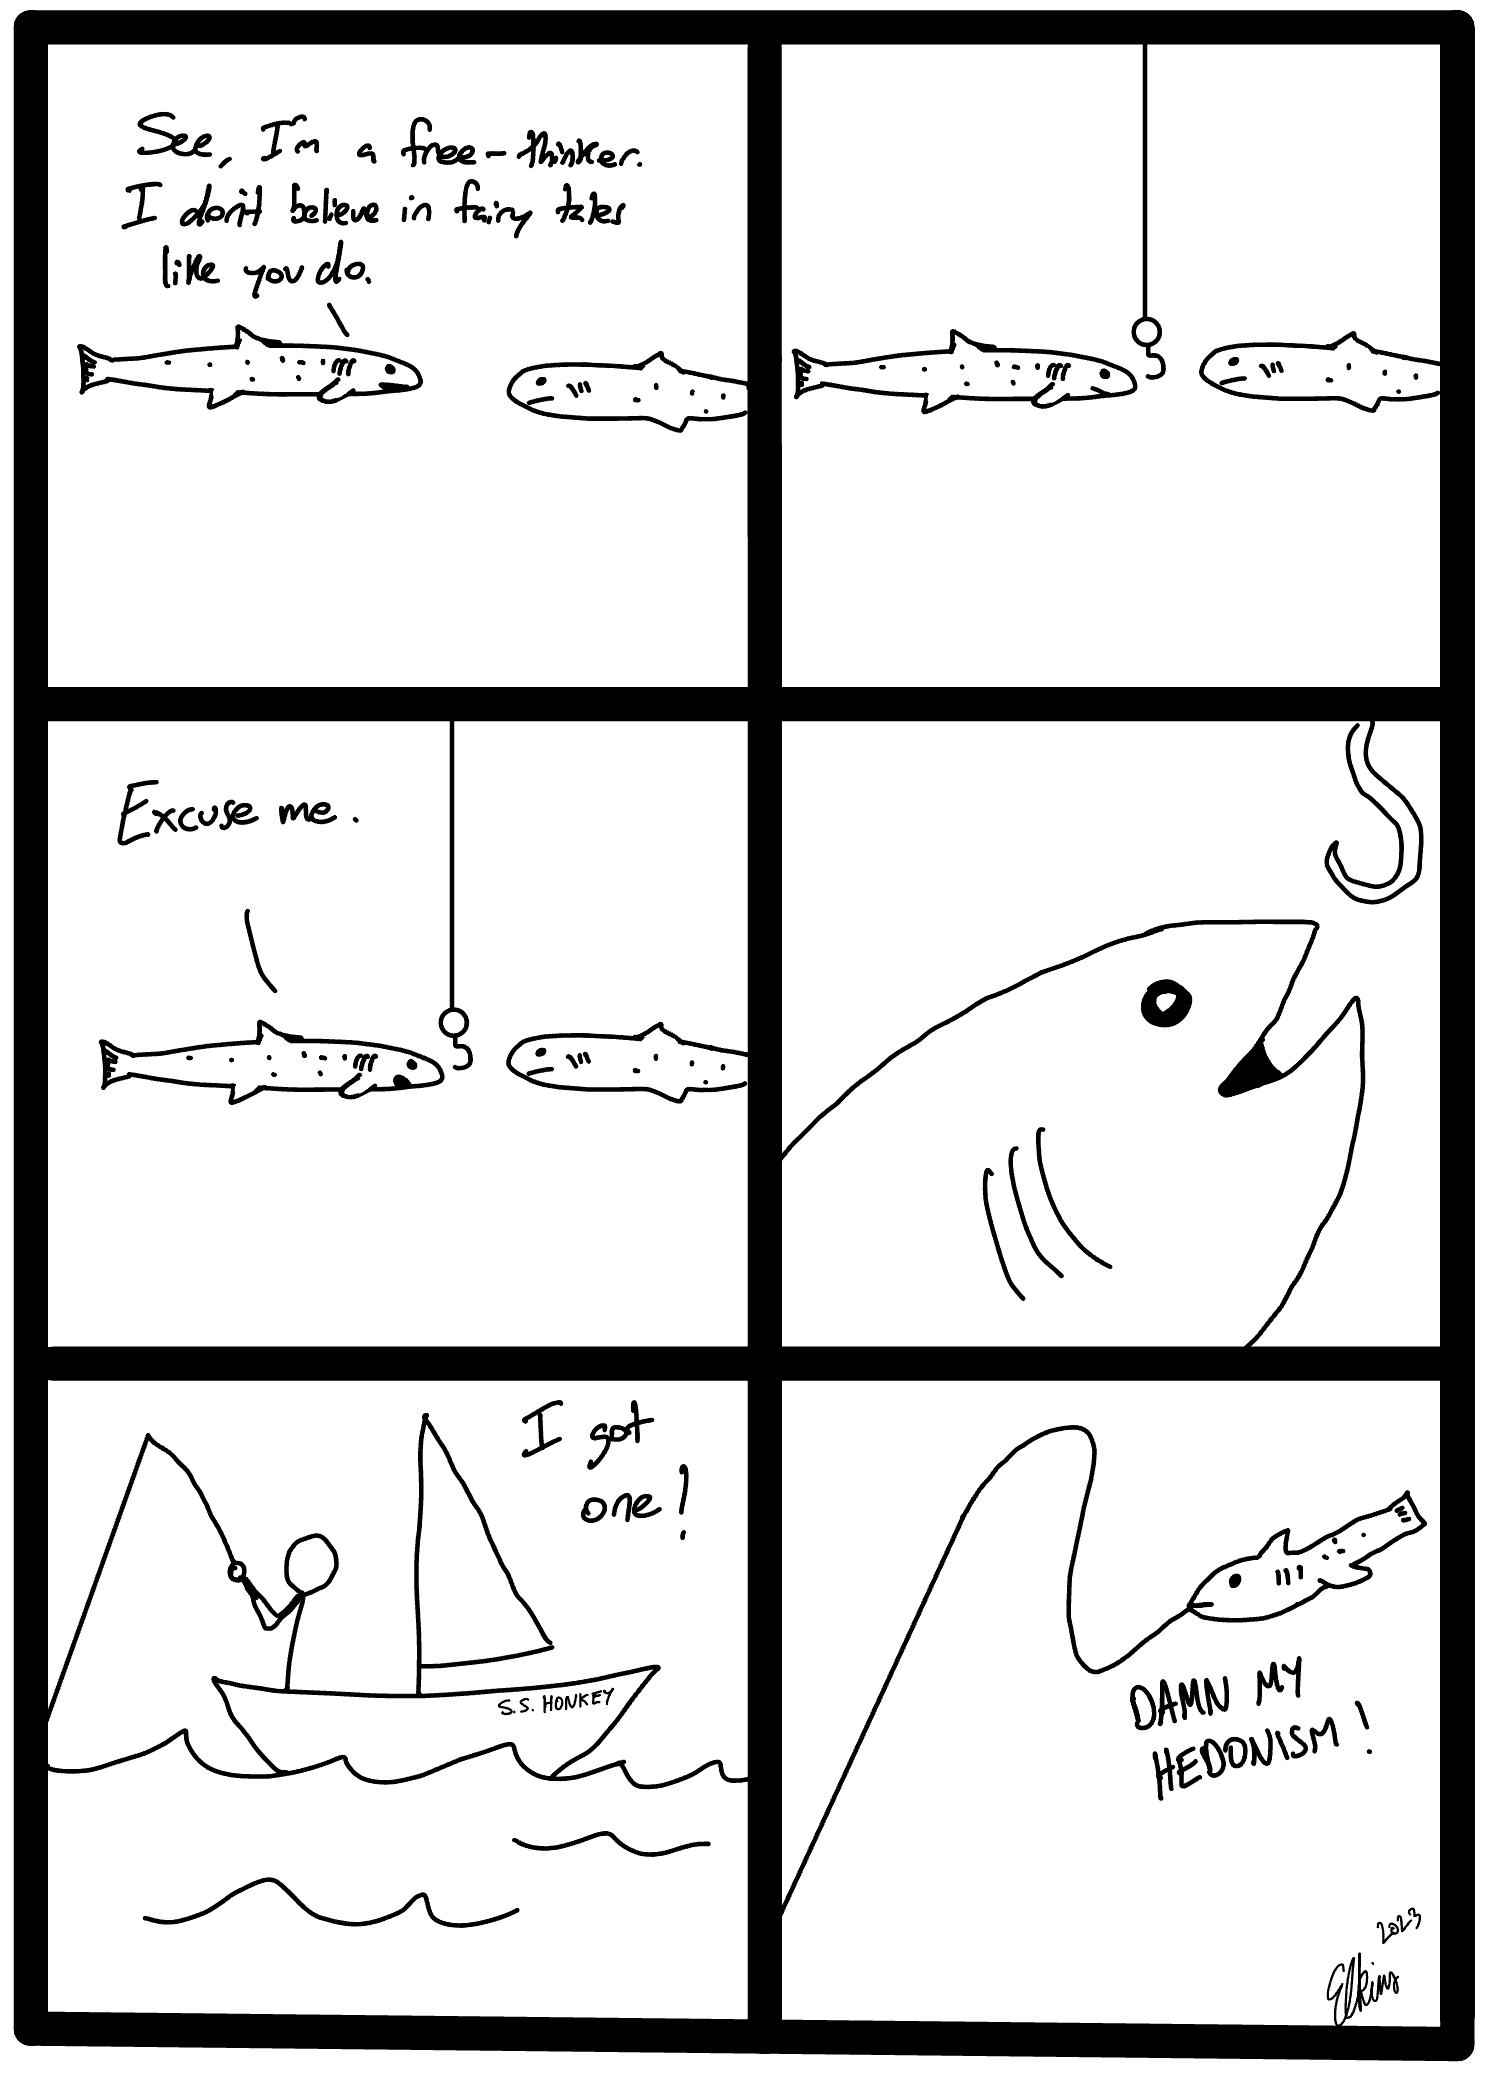 See, I'm a free-thinker.
I don't believe in fairy tales
like you do.
Excuse me.
I got
one!
S.S. HONKEY
DAMN MY
HEDONISM!
2023
Elkins